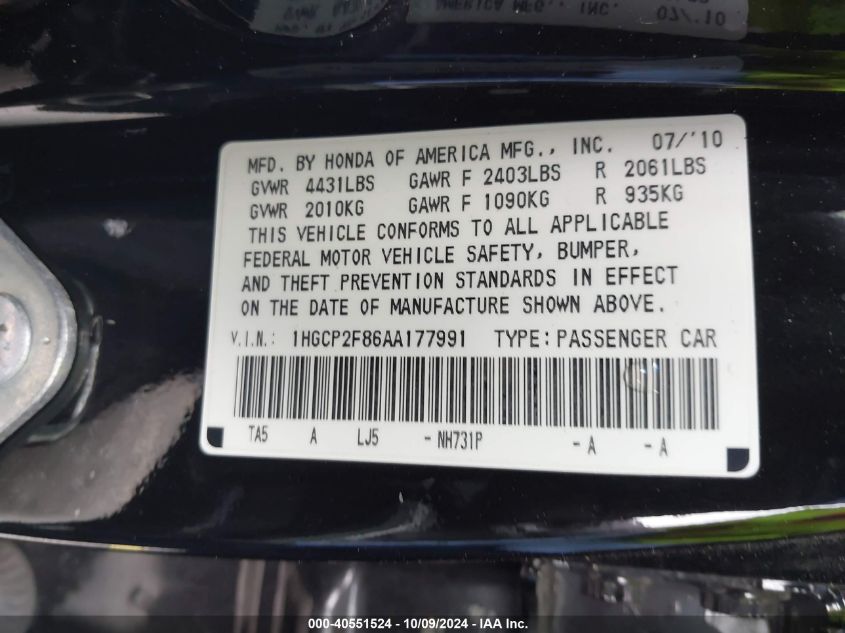 07/'10
MFD. BY HONDA OF AMERICA MFG., INC. 07/'10
GVWR 4431LBS GAWR F 2403LBS R 2061LBS
GVWR 2010KG GAWR F 1090KG R 935KG
THIS VEHICLE CONFORMS TO ALL APPLICABLE
FEDERAL MOTOR VEHICLE SAFETY, BUMPER,
AND THEFT PREVENTION STANDARDS IN EFFECT
ON THE DATE OF MANUFACTURE SHOWN ABOVE.
V.I.N.: 1HGCP2F86AA177991 TYPE: PASSENGER CAR
TA5 A LJ5 - NH731P - A - A
000-40551524 - 10/09/2024 - IAA Inc.